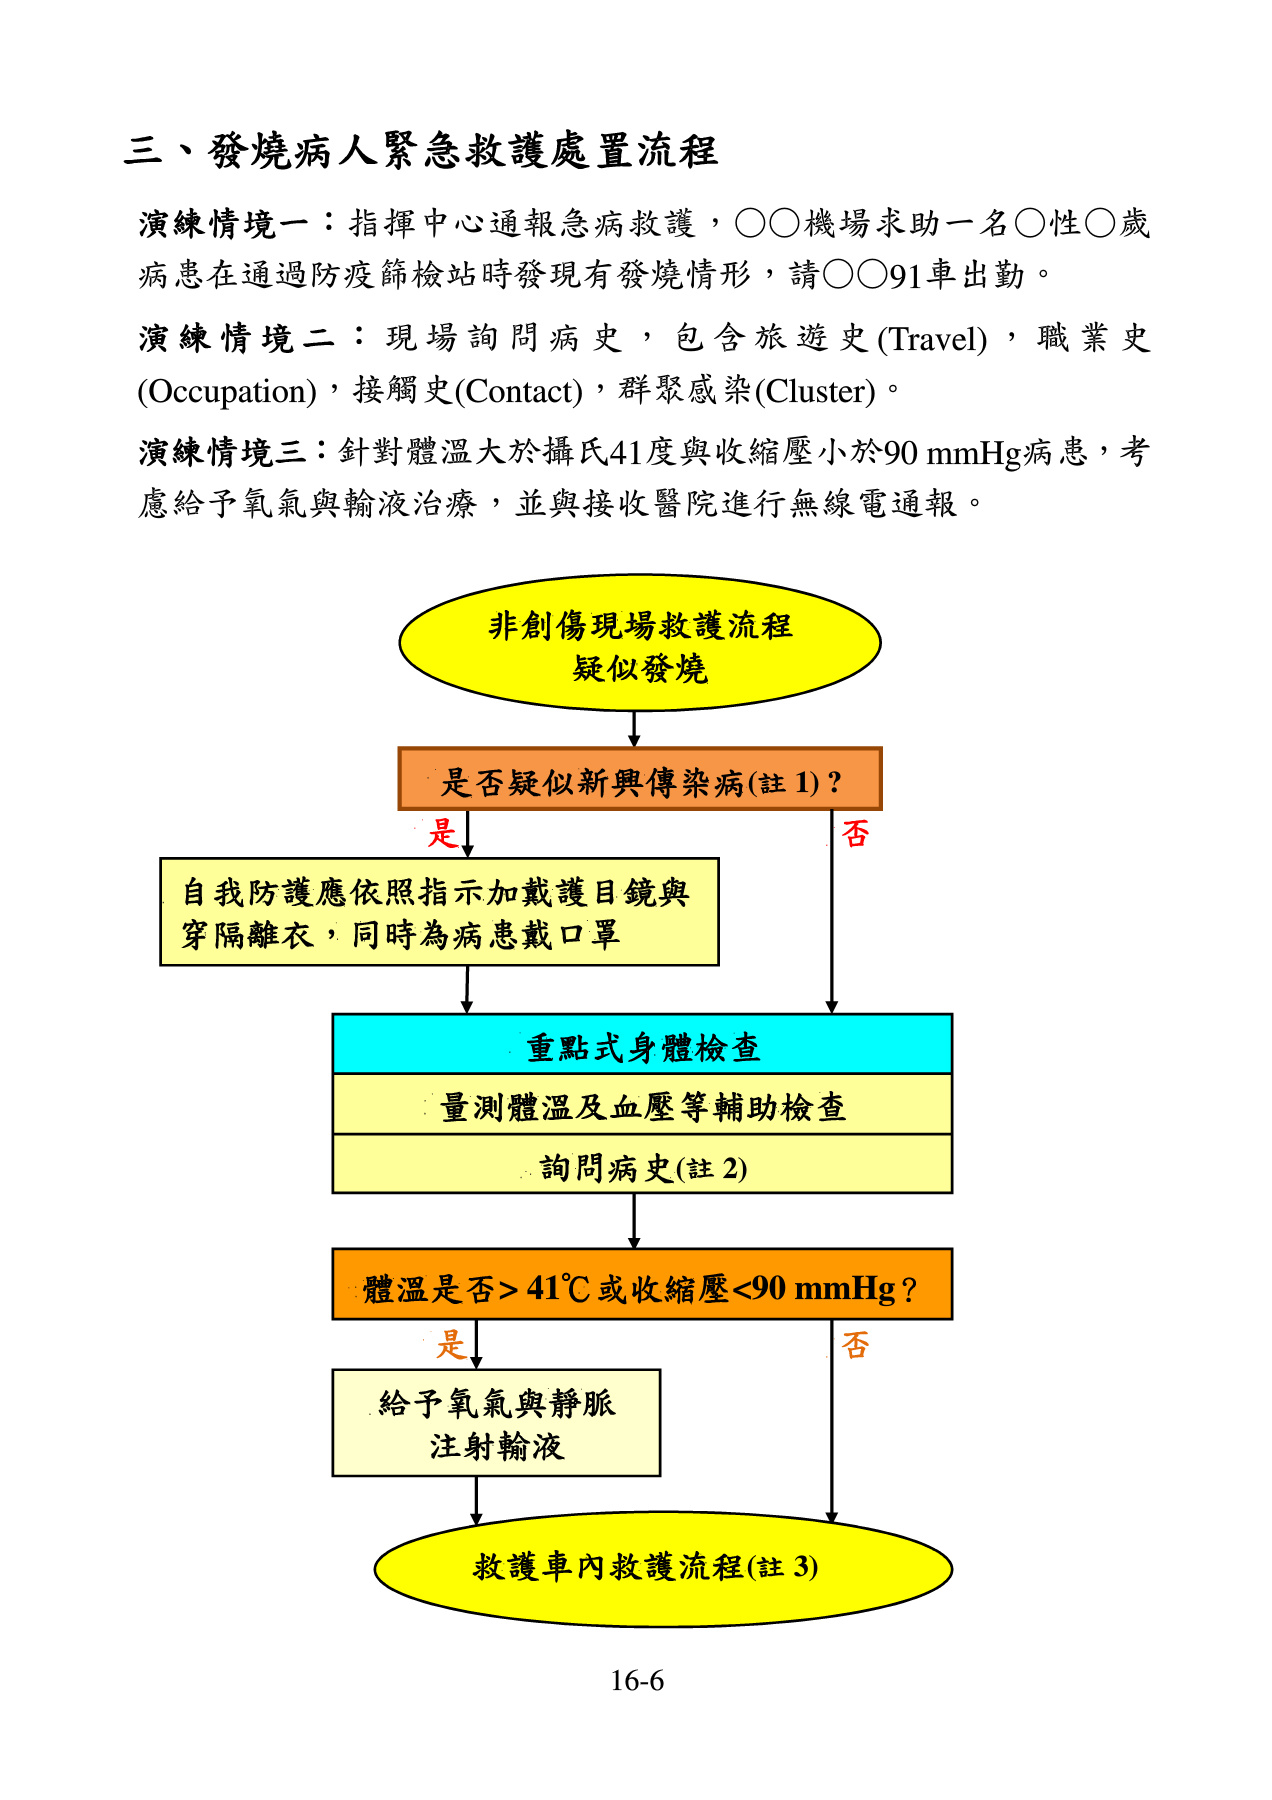 三、發燒病人緊急救護處置流程
演練情境一：指揮中心通報急病救護，○○機場求助一名○性○歲
病患在通過防疫篩檢站時發現有發燒情形，請○○91車出勤。
演練情境二：現場詢問病史，包含旅遊史(Travel)，職業史
(Occupation)，接觸史(Contact)，群聚感染(Cluster)。
演練情境三：針對體溫大於攝氏41度與收縮壓小於90 mmHg病患，考
慮給予氧氣與輸液治療，並與接收醫院進行無線電通報。
非創傷現場救護流程
疑似發燒
是否疑似新興傳染病(註 1)？
是
否
自我防護應依照指示加戴護目鏡與
穿隔離衣，同時為病患戴口罩
重點式身體檢查
量測體溫及血壓等輔助檢查
詢問病史(註 2)
體溫是否> 41℃或收縮壓<90 mmHg？
是
否
給予氧氣與靜脈
注射輸液
救護車內救護流程(註 3)
16-6